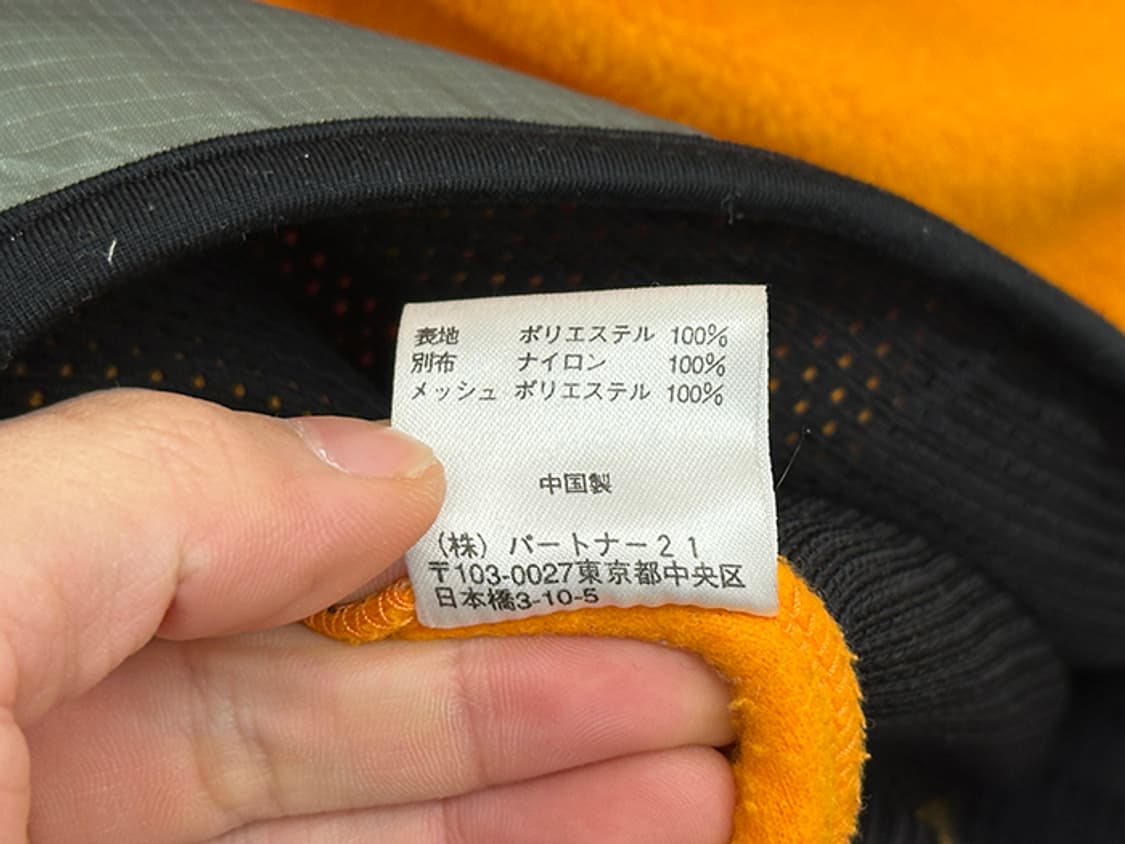 表地 ポリエステル 100%
別布 ナイロン 100%
メッシュ ポリエステル 100%
中国製
(株) パートナー21
〒103-0027東京都中央区
日本橋3-10-5